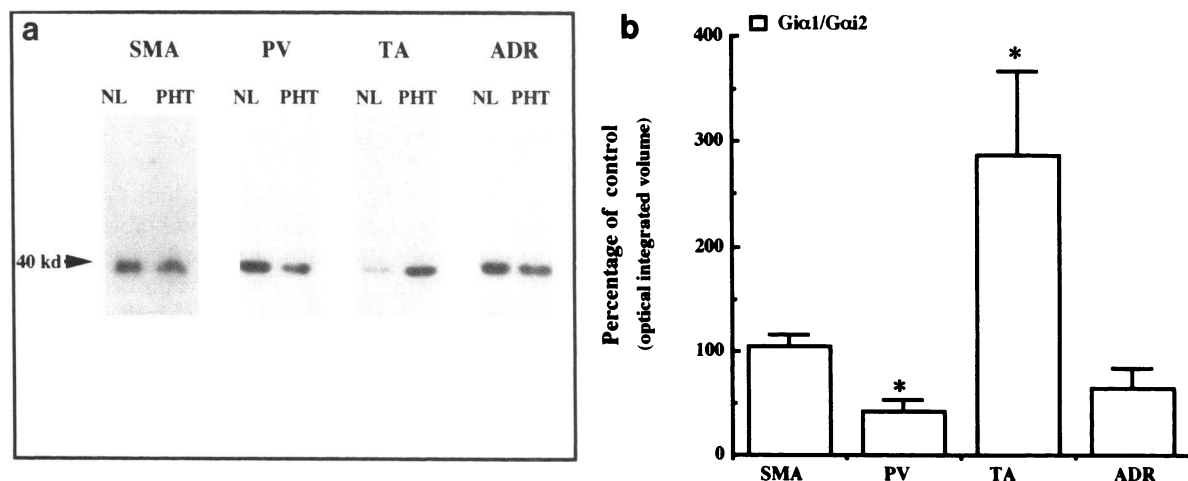 a
SMA PV TA ADR
NL PHT NL PHT NL PHT NL PHT
40 kd
b
Giα1/Gαi2
Percentage of control
(optical integrated volume)
400
300
200
100
0
*
*
SMA PV TA ADR